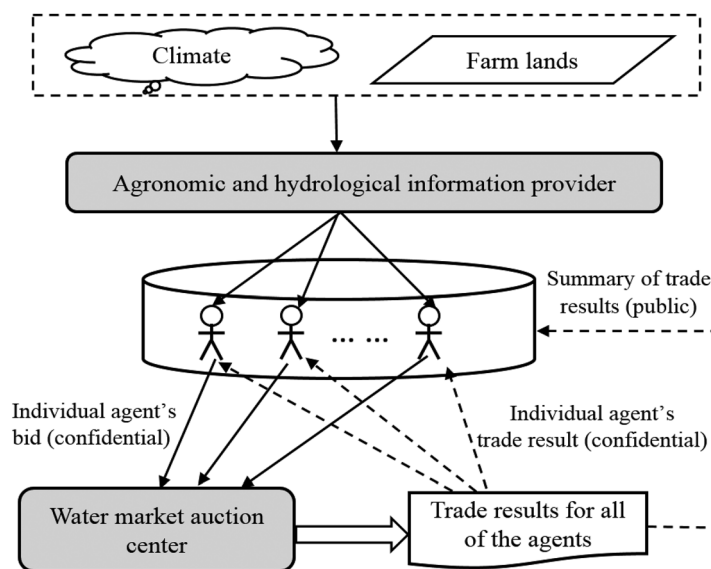 Climate
Farm lands
Agronomic and hydrological information provider
Summary of trade
results (public)
... ...
Individual agent's
bid (confidential)
Individual agent's
trade result (confidential)
Water market auction
center
Trade results for all
of the agents